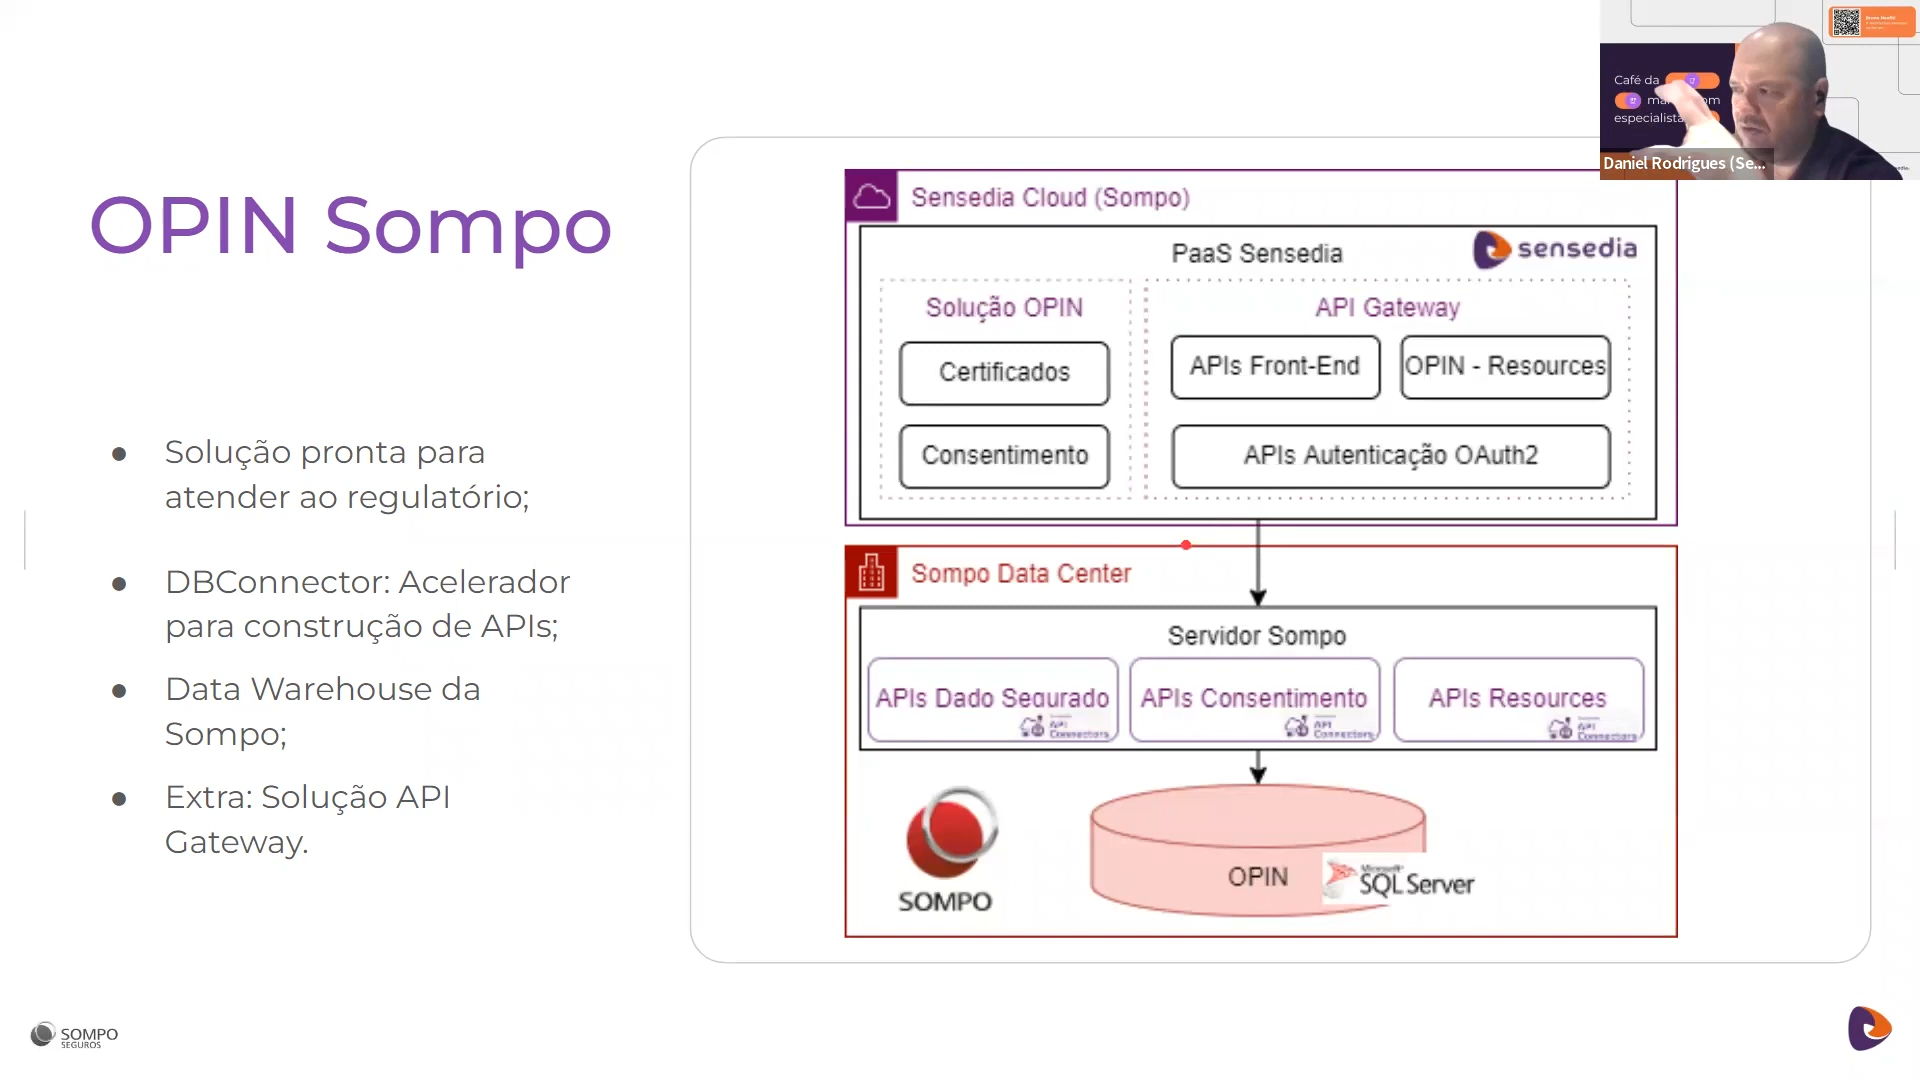 OPIN Sompo
● Solução pronta para
atender ao regulatório;
● DBConnector: Acelerador
para construção de APIs;
● Data Warehouse da
Sompo;
● Extra: Solução API
Gateway.
Sensedia Cloud (Sompo)
PaaS Sensedia
sensedia
Solução OPIN
API Gateway
Certificados
APIs Front-End
OPIN - Resources
Consentimento
APIs Autenticação OAuth2
Sompo Data Center
Servidor Sompo
APIs Dado Segurado
APIs Consentimento
APIs Resources
API
Connectors
API
Connectors
API
Connectors
SOMPO
OPIN
Microsoft
SQL Server
Café da
especialista
Daniel Rodrigues (Se...
SOMPO
SEGUROS